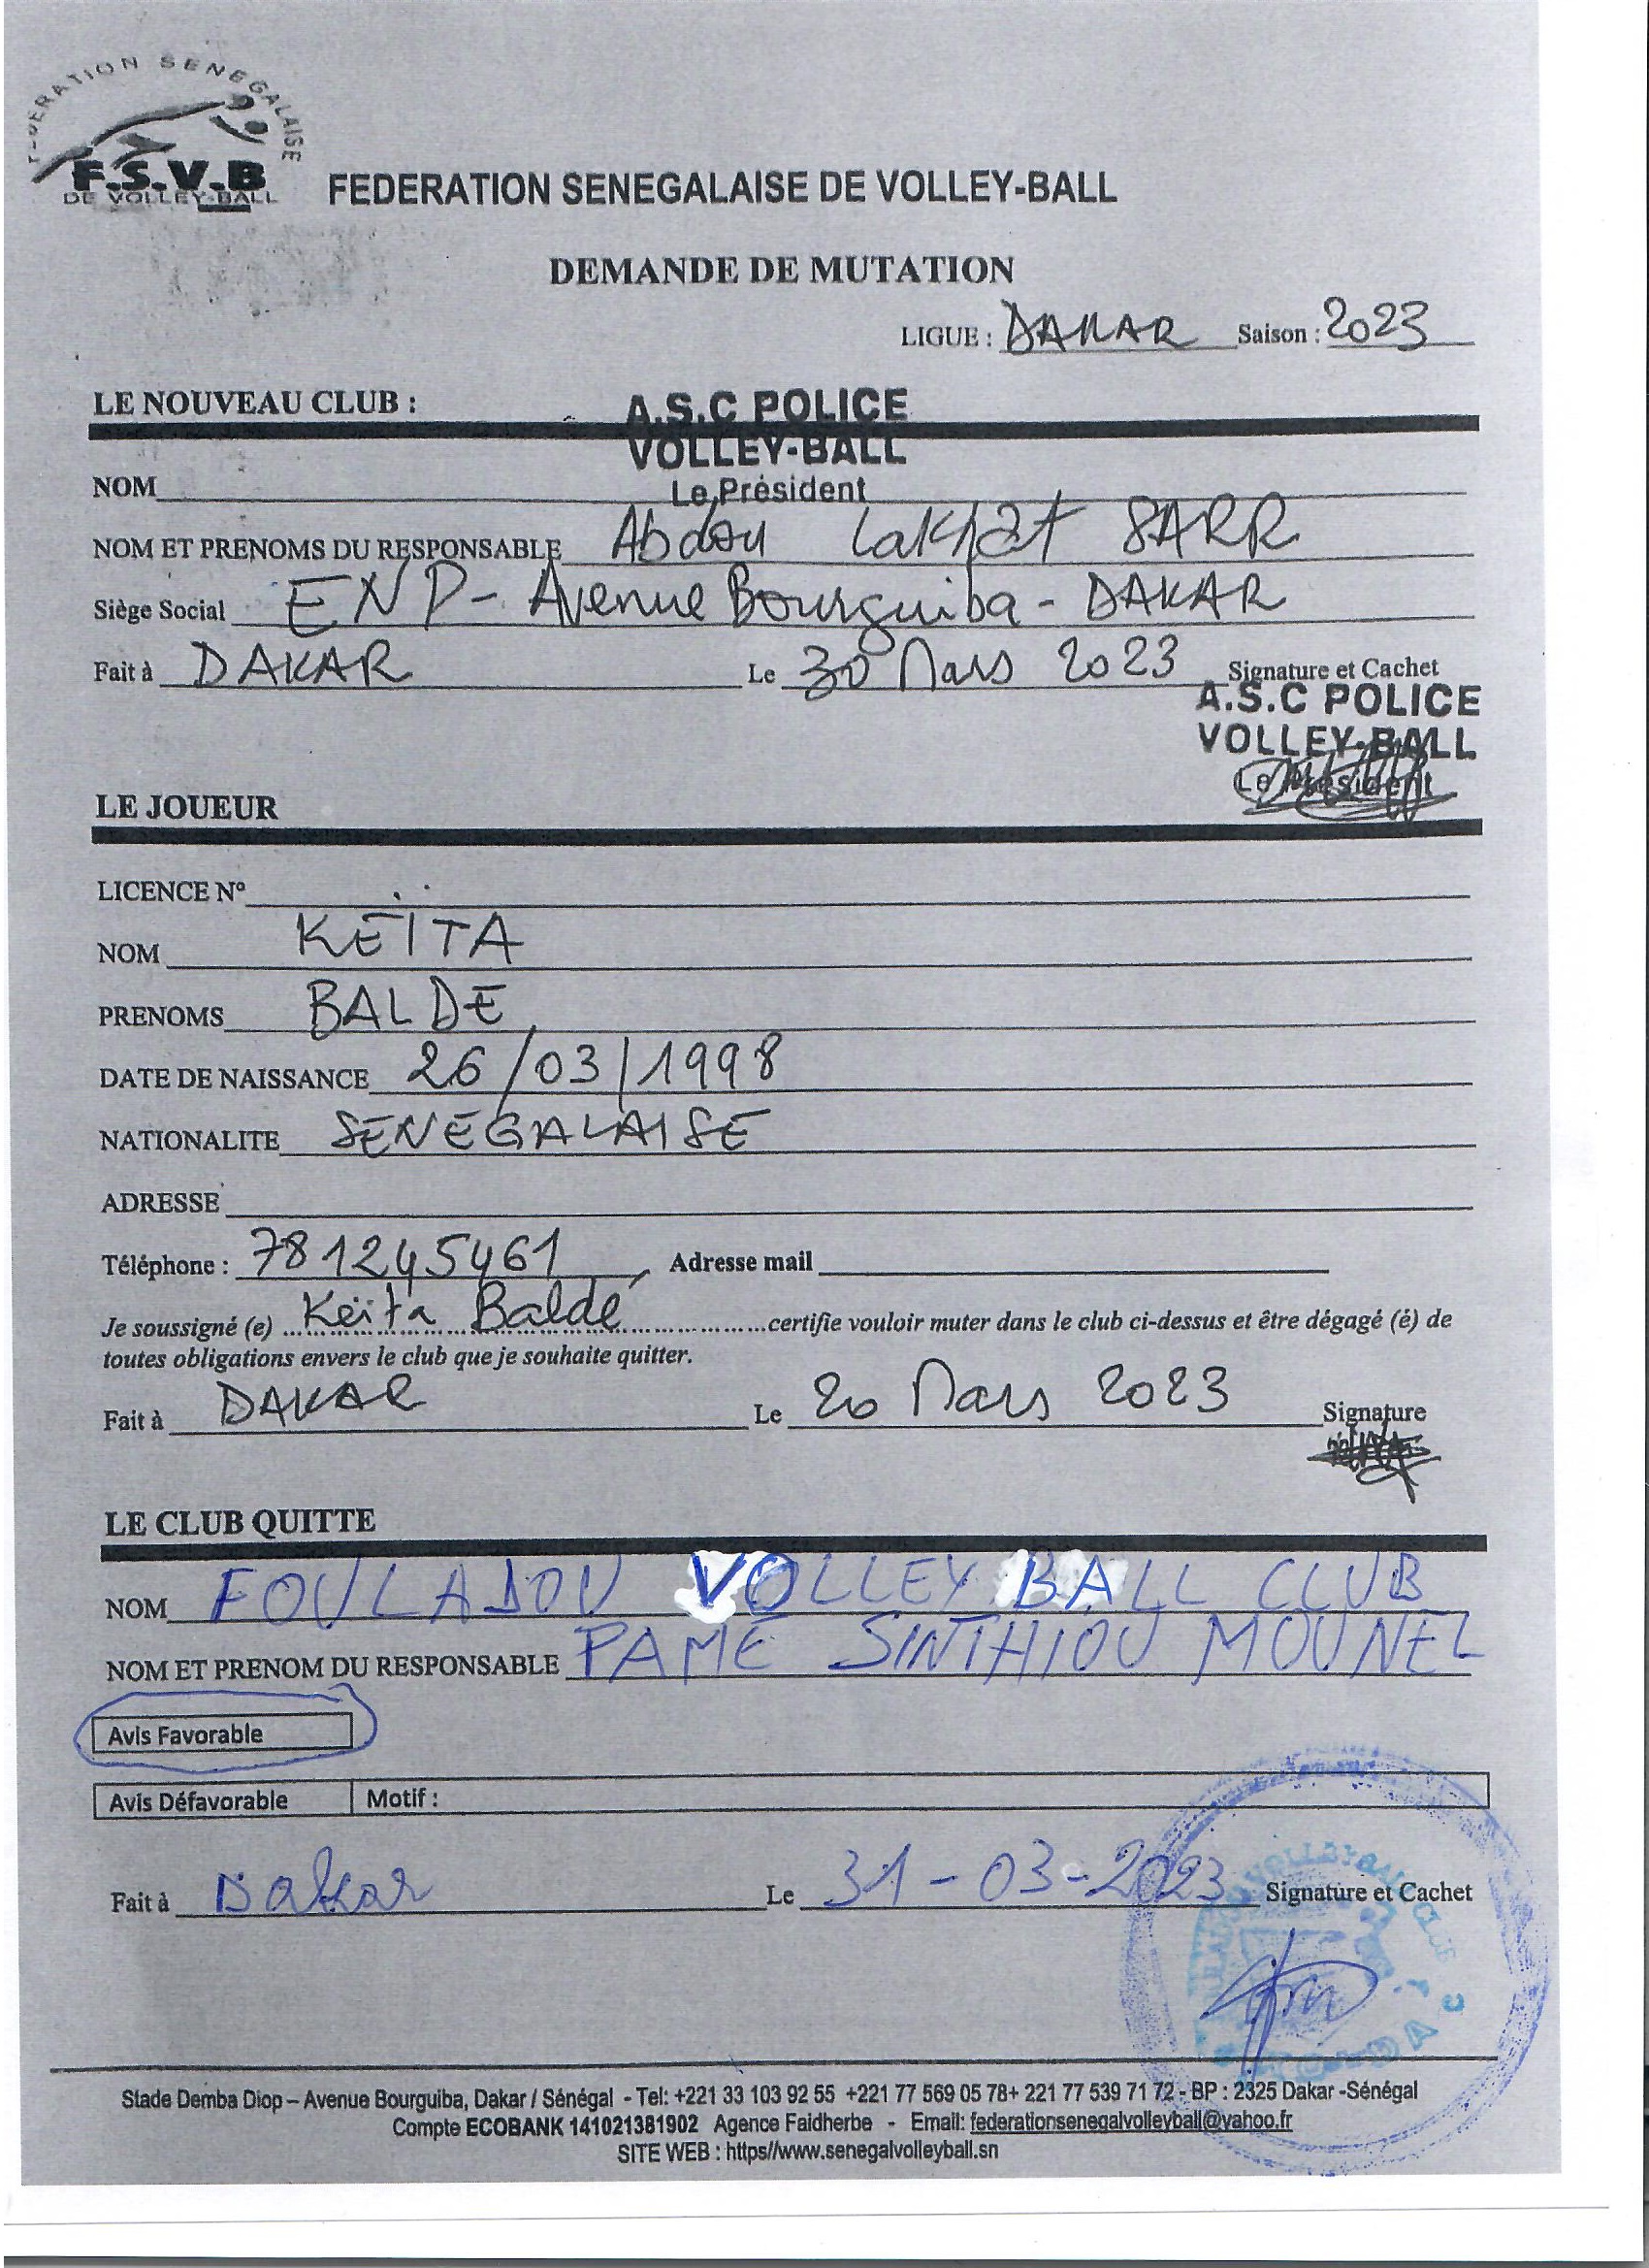 FEDERATION SENEGALAISE
F.S.V.B
DE VOLLEY-BALL
FEDERATION SENEGALAISE DE VOLLEY-BALL
DEMANDE DE MUTATION
LIGUE : DAKAR Saison : 2023
LE NOUVEAU CLUB :
A.S.C POLICE
VOLLEY-BALL
Le Président
NOM
NOM ET PRENOMS DU RESPONSABLE Abdou Lakhat SARR
Siège Social ENP - Avenue Bourguiba - DAKAR
Fait à DAKAR Le 30 Mars 2023 Signature et Cachet
A.S.C POLICE
VOLLEY-BALL
Le Président
LE JOUEUR
LICENCE N°
NOM KEÏTA
PRENOMS BALDE
DATE DE NAISSANCE 26/03/1998
NATIONALITE SENEGALAISE
ADRESSE
Téléphone : 781245461 Adresse mail
Je soussigné (e) Keïta Baldé certifie vouloir muter dans le club ci-dessus et être dégagé (é) de
toutes obligations envers le club que je souhaite quitter.
Fait à DAKAR Le 20 Mars 2023 Signature
LE CLUB QUITTE
NOM FOULADOU VOLLEY BALL CLUB
NOM ET PRENOM DU RESPONSABLE PAME SINTHIOU MOUNEL
Avis Favorable
Avis Défavorable Motif :
Fait à Dakar Le 31-03-2023 Signature et Cachet
VOLLEY BALL CLUB
Stade Demba Diop – Avenue Bourguiba, Dakar / Sénégal - Tel: +221 33 103 92 55 +221 77 569 05 78+ 221 77 539 71 72 - BP : 2325 Dakar -Sénégal
Compte ECOBANK 141021381902 Agence Faidherbe - Email: federationsenegalvolleyball@yahoo.fr
SITE WEB : https//www.senegalvolleyball.sn